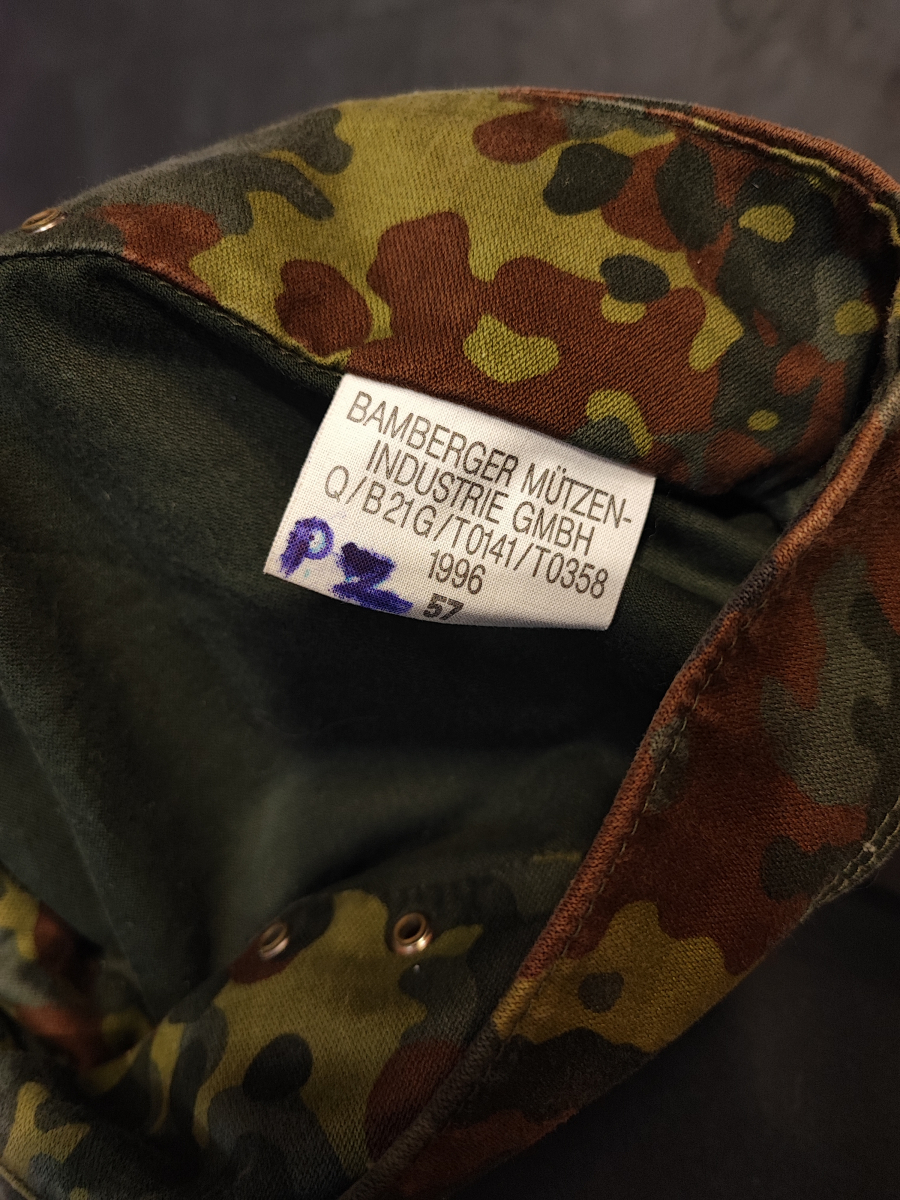 BAMBERGER MÜTZEN-
INDUSTRIE GMBH
Q/B21G/T0141/T0358
1996
PZ
57